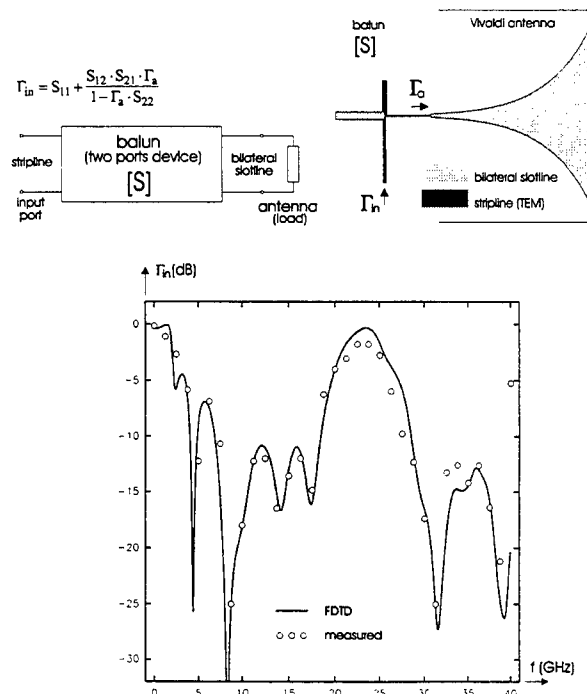 balun
[S]
Vivaldi antenna
Γin = S11 + S12 · S21 · Γa / 1 − Γa · S22
Γa
balun
(two ports device)
[S]
stripline
input
port
bilateral
slotline
antenna
(load)
Γin
bilateral slotline
stripline (TEM)
Γin (dB)
0
−5
−10
−15
−20
−25
−30
FDTD
measured
f (GHz)
0 5 10 15 20 25 30 35 40